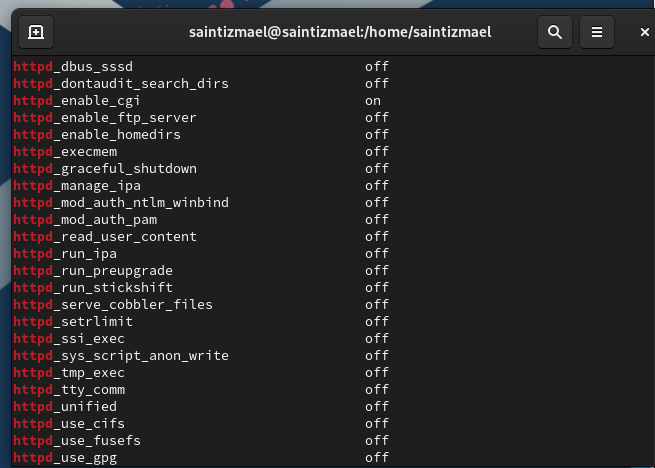 saintizmael@saintizmael:/home/saintizmael
httpd_dbus_sssd off
httpd_dontaudit_search_dirs off
httpd_enable_cgi on
httpd_enable_ftp_server off
httpd_enable_homedirs off
httpd_execmem off
httpd_graceful_shutdown off
httpd_manage_ipa off
httpd_mod_auth_ntlm_winbind off
httpd_mod_auth_pam off
httpd_read_user_content off
httpd_run_ipa off
httpd_run_preupgrade off
httpd_run_stickshift off
httpd_serve_cobbler_files off
httpd_setrlimit off
httpd_ssi_exec off
httpd_sys_script_anon_write off
httpd_tmp_exec off
httpd_tty_comm off
httpd_unified off
httpd_use_cifs off
httpd_use_fusefs off
httpd_use_gpg off